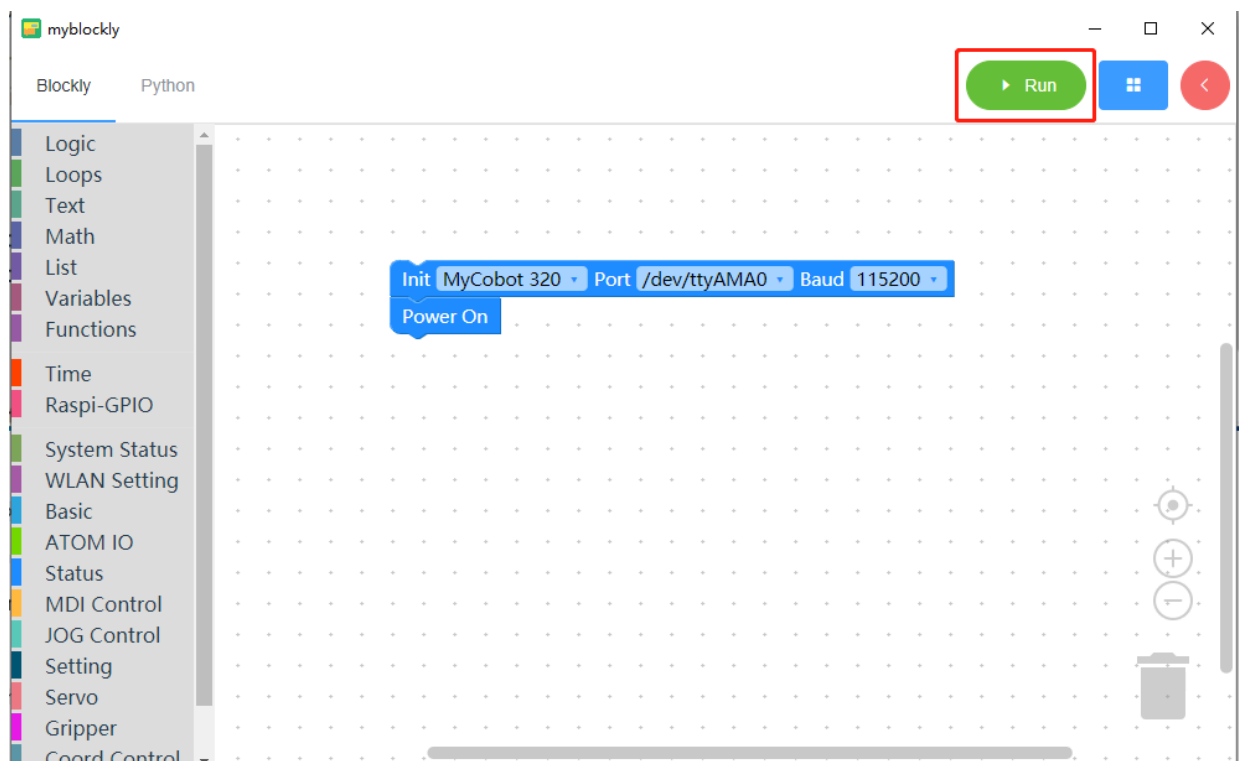 myblockly
Blockly Python Run
Logic
Loops
Text
Math
List
Variables
Functions
Time
Raspi-GPIO
System Status
WLAN Setting
Basic
ATOM IO
Status
MDI Control
JOG Control
Setting
Servo
Gripper
Coord Control
Init MyCobot 320 Port /dev/ttyAMA0 Baud 115200
Power On